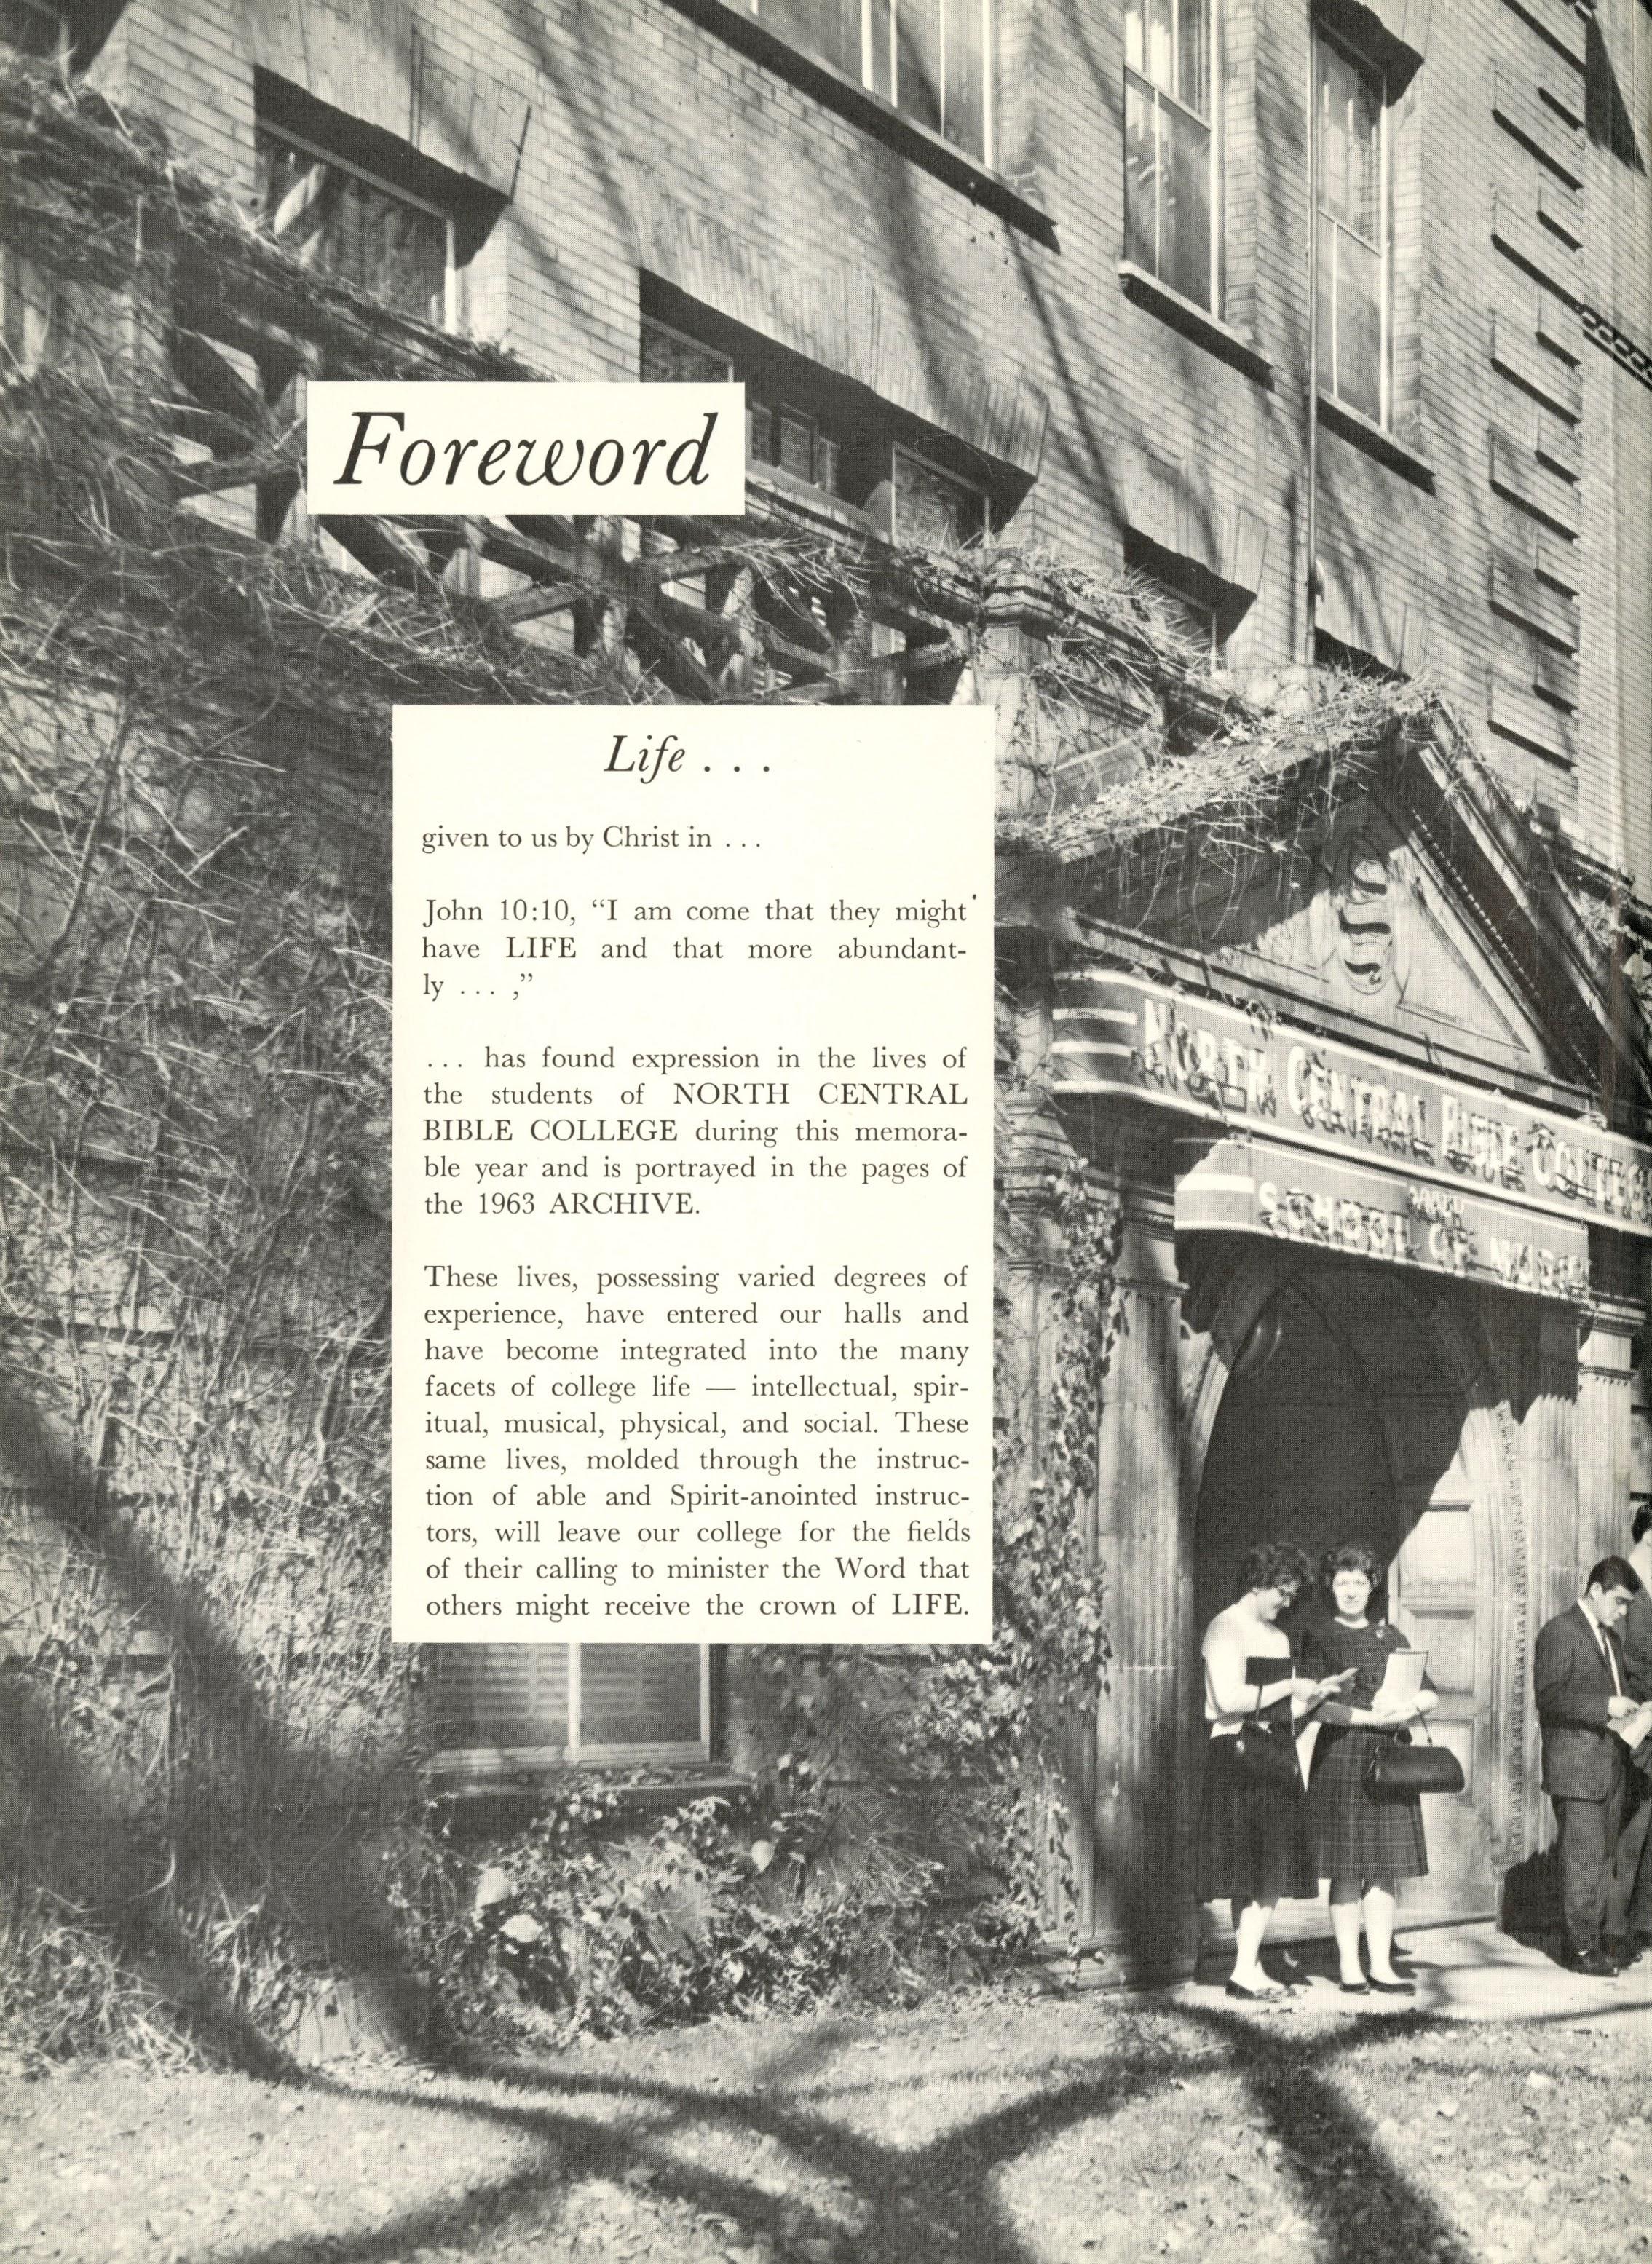 Foreword
Life . . .
given to us by Christ in . . .
John 10:10, “I am come that they might
have LIFE and that more abundant-
ly . . . ,”
. . . has found expression in the lives of
the students of NORTH CENTRAL
BIBLE COLLEGE during this memora-
ble year and is portrayed in the pages of
the 1963 ARCHIVE.
These lives, possessing varied degrees of
experience, have entered our halls and
have become integrated into the many
facets of college life — intellectual, spir-
itual, musical, physical, and social. These
same lives, molded through the instruc-
tion of able and Spirit-anointed instruc-
tors, will leave our college for the fields
of their calling to minister the Word that
others might receive the crown of LIFE.
NORTH CENTRAL BIBLE COLLEGE
SCHOOL OF